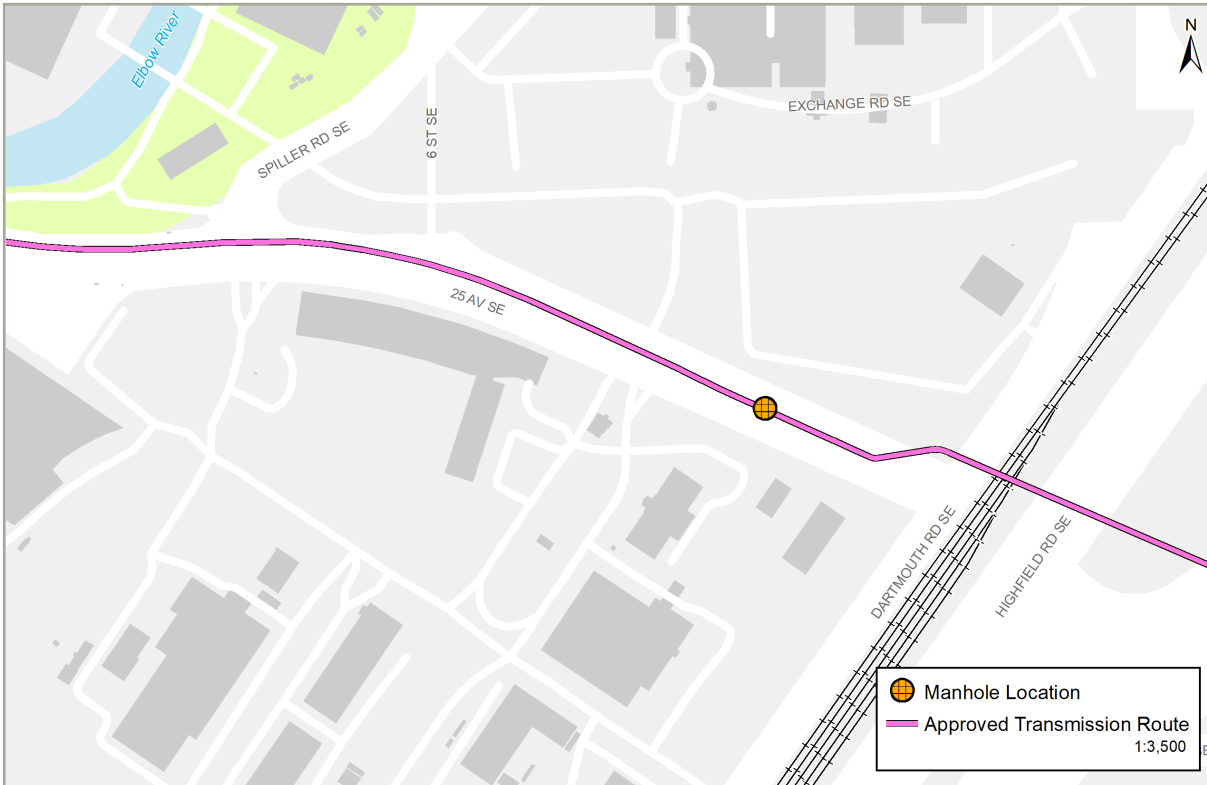 Elbow River
N
EXCHANGE RD SE
6 ST SE
SPILLER RD SE
25 AV SE
DARTMOUTH RD SE
HIGHFIELD RD SE
Manhole Location
Approved Transmission Route
1:3,500